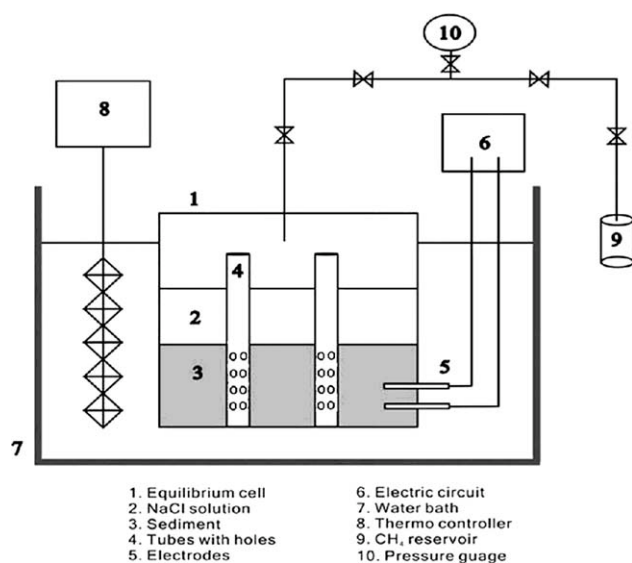 10
8
6
1
9
4
2
3
5
7
1. Equilibrium cell
2. NaCl solution
3. Sediment
4. Tubes with holes
5. Electrodes
6. Electric circuit
7. Water bath
8. Thermo controller
9. CH₄ reservoir
10. Pressure guage